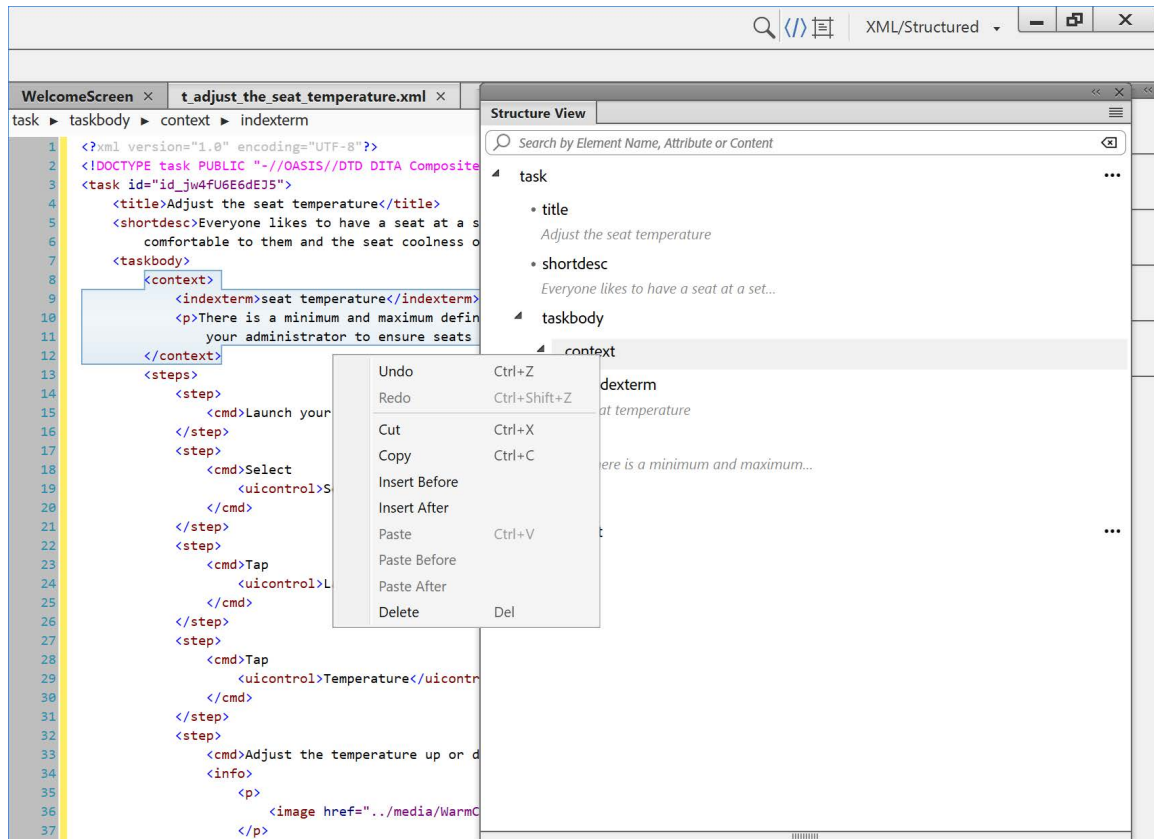 XML/Structured
WelcomeScreen ×
t_adjust_the_seat_temperature.xml ×
task ► taskbody ► context ► indexterm
1 <?xml version="1.0" encoding="UTF-8"?>
2 <!DOCTYPE task PUBLIC "-//OASIS//DTD DITA Composite
3 <task id="id_jw4fU6E6dEJ5">
4 <title>Adjust the seat temperature</title>
5 <shortdesc>Everyone likes to have a seat at a s
6 comfortable to them and the seat coolness o
7 <taskbody>
8 <context>
9 <indexterm>seat temperature</indexterm>
10 <p>There is a minimum and maximum defin
11 your administrator to ensure seats
12 </context>
13 <steps>
14 <step>
15 <cmd>Launch your
16 </step>
17 <step>
18 <cmd>Select
19 <uicontrol>S
20 </cmd>
21 </step>
22 <step>
23 <cmd>Tap
24 <uicontrol>L
25 </cmd>
26 </step>
27 <step>
28 <cmd>Tap
29 <uicontrol>Temperature</uicontr
30 </cmd>
31 </step>
32 <step>
33 <cmd>Adjust the temperature up or d
34 <info>
35 <p>
36 <image href="../media/WarmC
37 </p>
Structure View
Search by Element Name, Attribute or Content
task
title
Adjust the seat temperature
shortdesc
Everyone likes to have a seat at a set...
taskbody
context
dexterm
at temperature
ere is a minimum and maximum...
t
Undo Ctrl+Z
Redo Ctrl+Shift+Z
Cut Ctrl+X
Copy Ctrl+C
Insert Before
Insert After
Paste Ctrl+V
Paste Before
Paste After
Delete Del